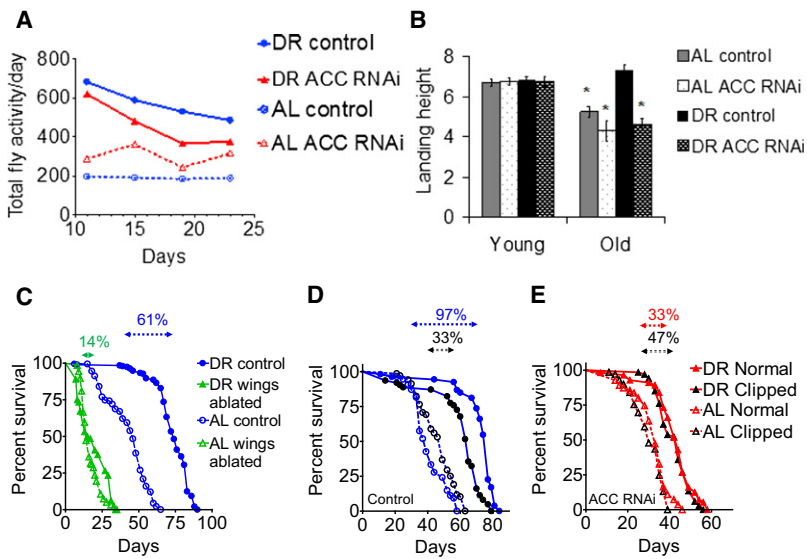 A
DR control
DR ACC RNAi
AL control
AL ACC RNAi
Total fly activity/day
800
600
400
200
0
10
15
20
25
Days
B
AL control
AL ACC RNAi
DR control
DR ACC RNAi
Landing height
8
6
4
2
0
*
*
*
Young
Old
C
61%
14%
DR control
DR wings
ablated
AL control
AL wings
ablated
Percent survival
100
75
50
25
0
0
25
50
75
100
Days
D
97%
33%
Percent survival
100
75
50
25
0
Control
0
20
40
60
80
100
Days
E
33%
47%
DR Normal
DR Clipped
AL Normal
AL Clipped
Percent survival
100
75
50
25
0
ACC RNAi
0
20
40
60
Days